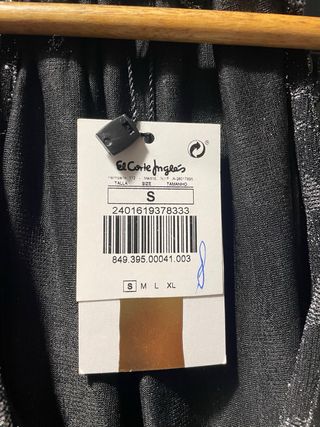 El Corte Inglés
TALLA SIZE TAMANHO
S
2401619378333
849.395.00041.003
S M L XL